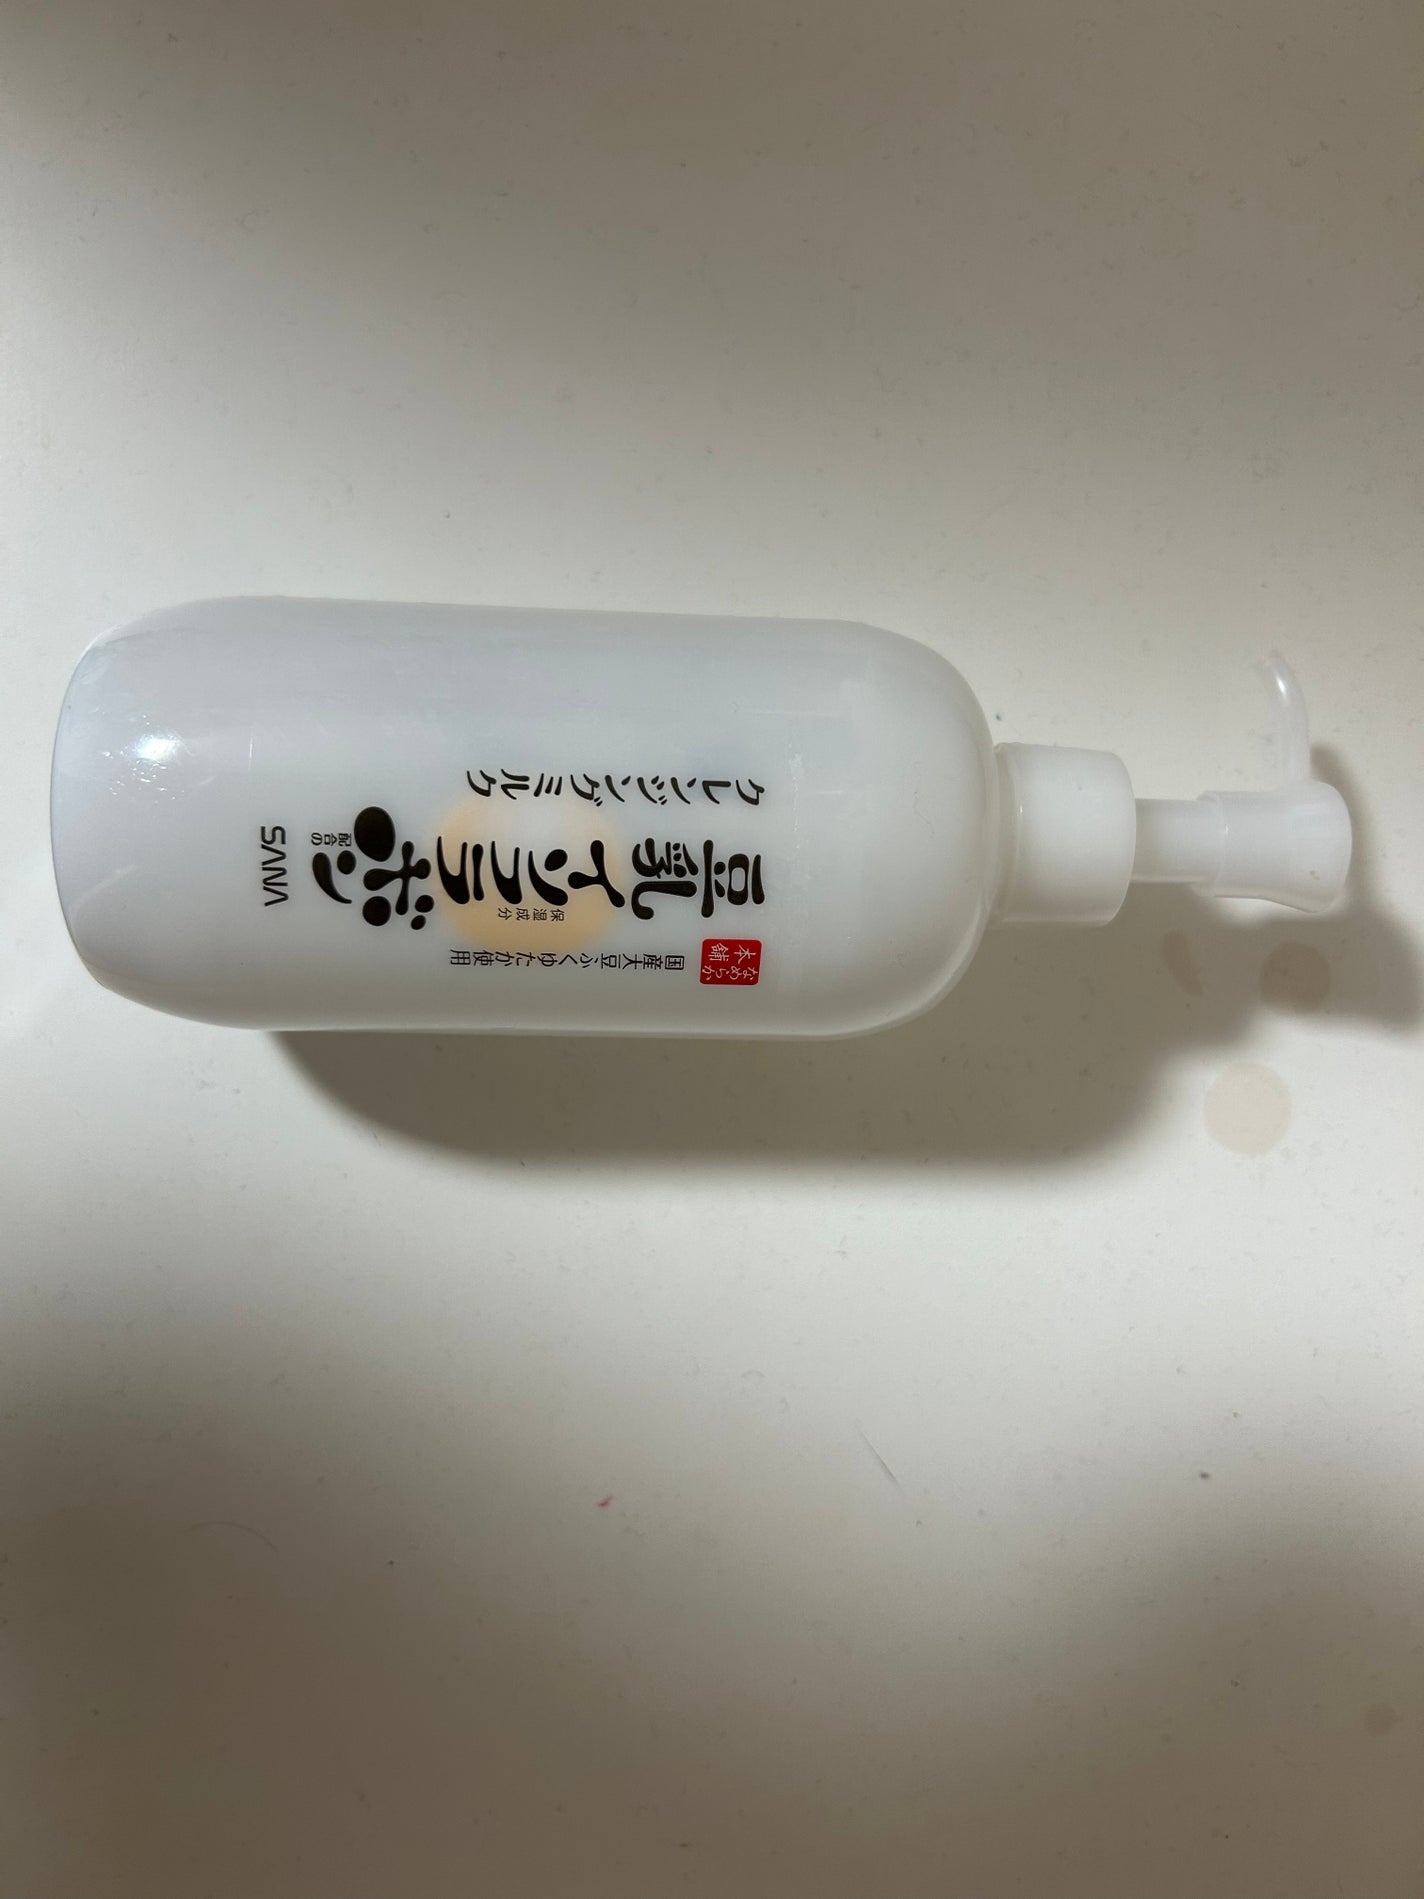 なめらか
本舗
国産大豆ふくゆたか使用
豆乳イソフラボン
保湿成分
配合の
クレンジングミルク
SANA